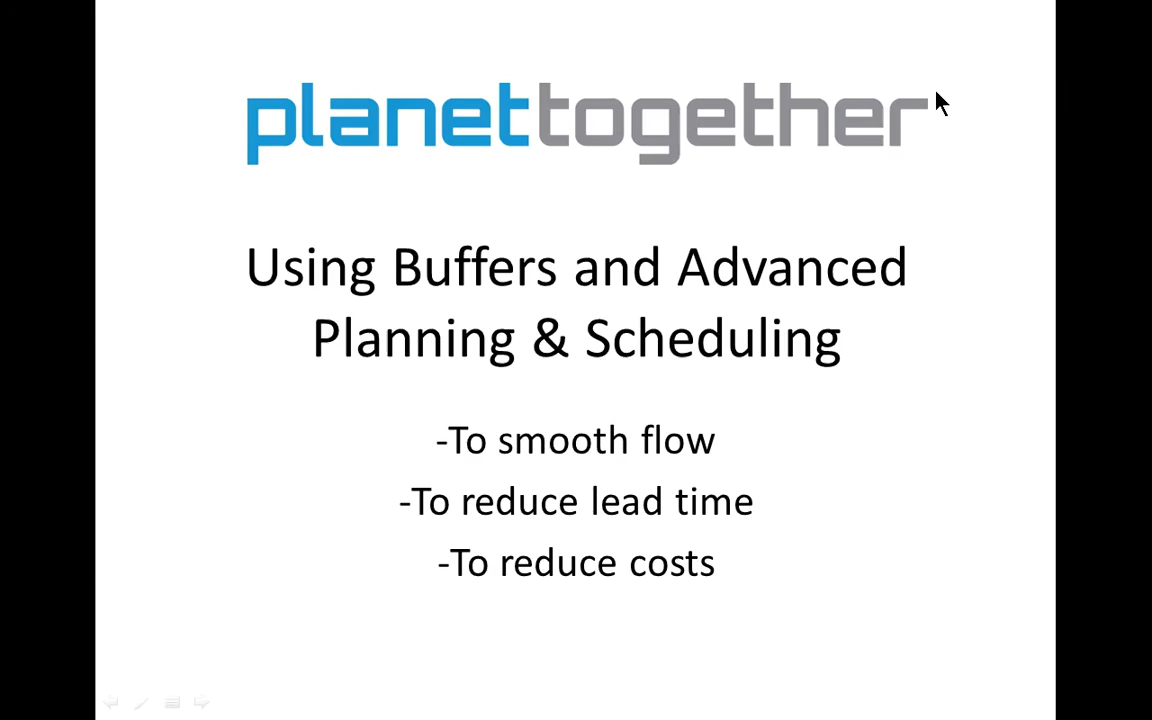 planettogether
Using Buffers and Advanced
Planning & Scheduling
-To smooth flow
-To reduce lead time
-To reduce costs